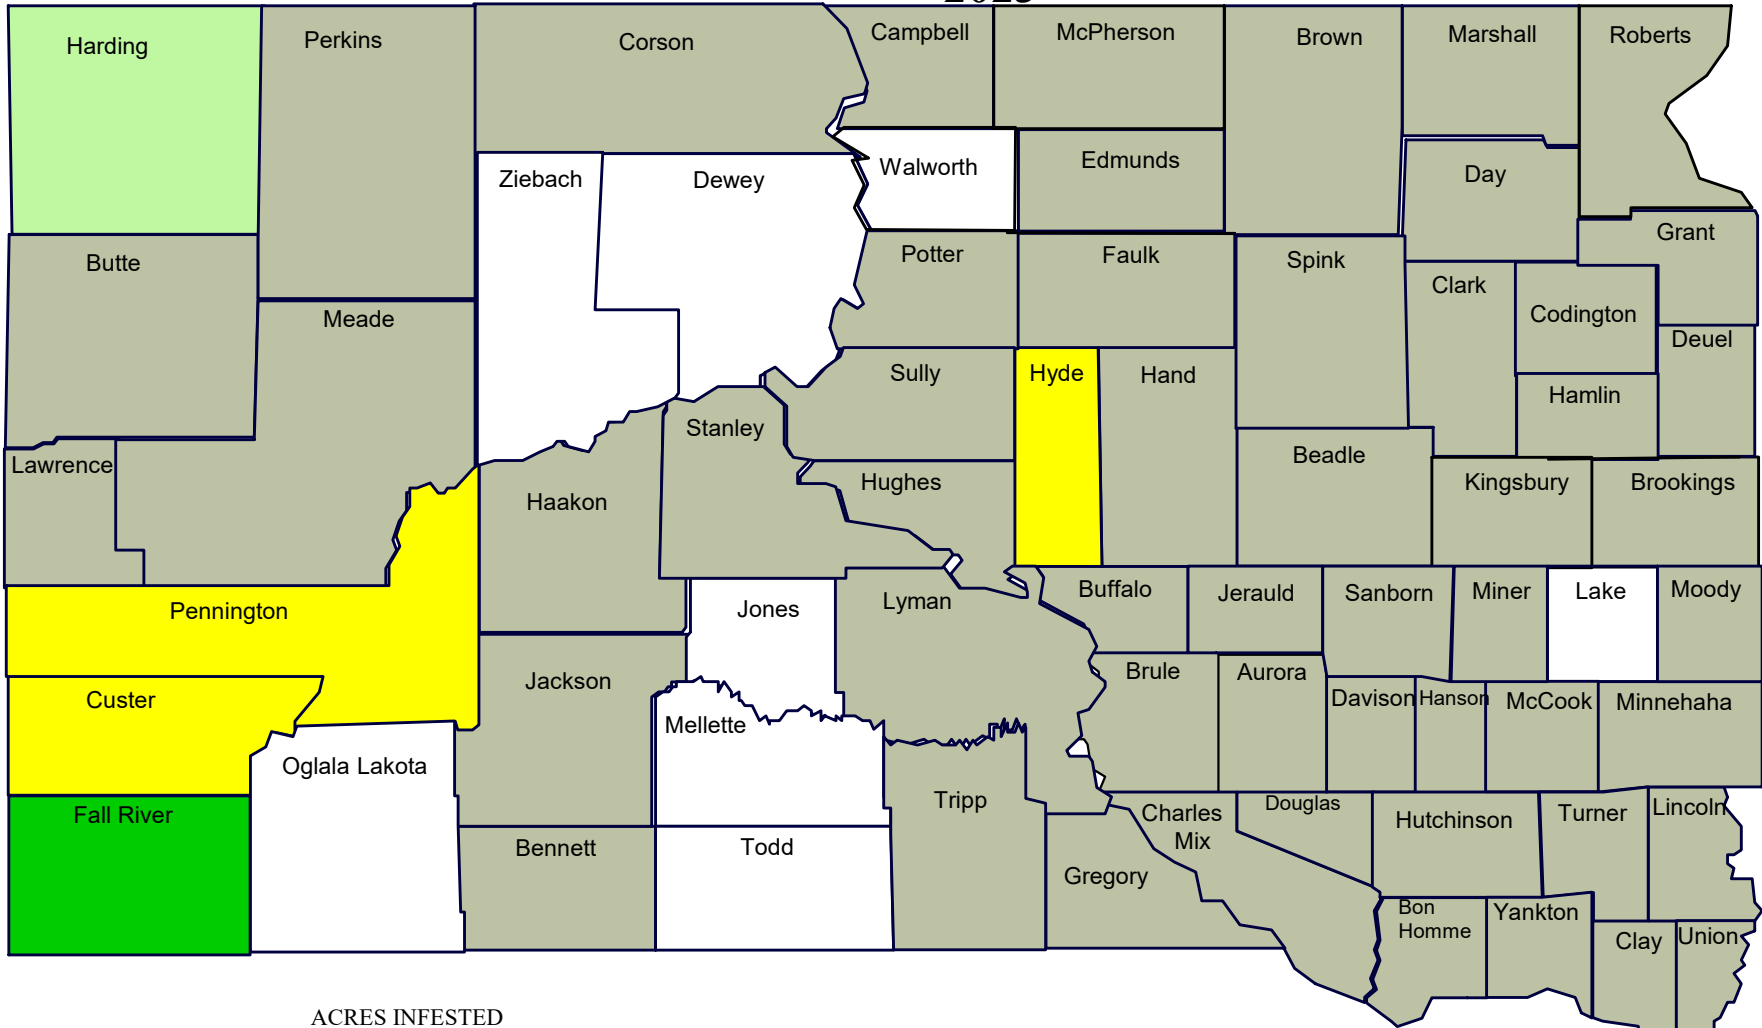 Harding
Perkins
Corson
Campbell
McPherson
Brown
Marshall
Roberts
Ziebach
Dewey
Walworth
Edmunds
Day
Grant
Butte
Meade
Potter
Faulk
Spink
Clark
Codington
Deuel
Sully
Hyde
Hand
Hamlin
Lawrence
Stanley
Beadle
Haakon
Hughes
Kingsbury
Brookings
Pennington
Jones
Lyman
Buffalo
Jerauld
Sanborn
Miner
Lake
Moody
Custer
Jackson
Mellette
Brule
Aurora
Davison
Hanson
McCook
Minnehaha
Oglala Lakota
Fall River
Tripp
Charles
Mix
Douglas
Hutchinson
Turner
Lincoln
Bennett
Todd
Gregory
Bon
Homme
Yankton
Clay
Union
ACRES INFESTED